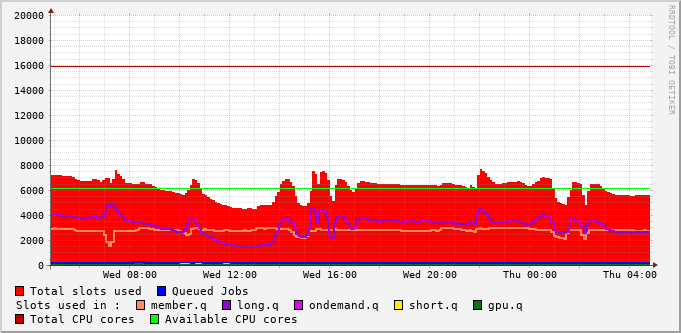 20000
18000
16000
14000
12000
10000
8000
6000
4000
2000
0
Wed 08:00 Wed 12:00 Wed 16:00 Wed 20:00 Thu 00:00 Thu 04:00
RRDTOOL / TOBI OETIKER
Total slots used Queued Jobs
Slots used in : member.q long.q ondemand.q short.q gpu.q
Total CPU cores Available CPU cores